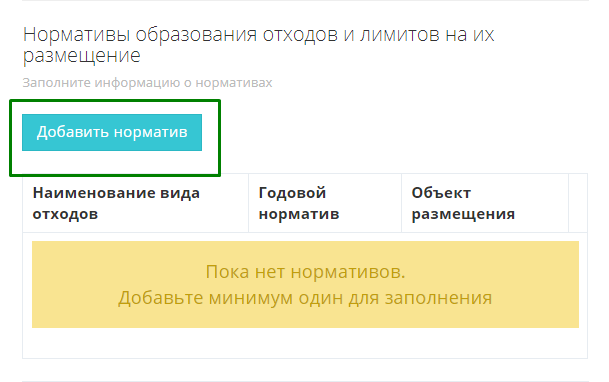 Нормативы образования отходов и лимитов на их
размещение
Заполните информацию о нормативах
Добавить норматив
Наименование вида
отходов
Годовой
норматив
Объект
размещения
Пока нет нормативов.
Добавьте минимум один для заполнения